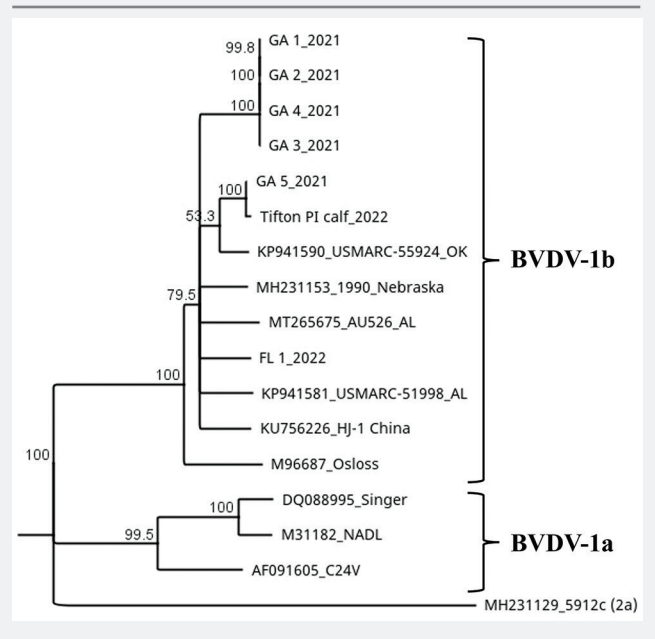 99.8
GA 1_2021
100
GA 2_2021
100
GA 4_2021
GA 3_2021
GA 5_2021
100
53.3
Tifton PI calf_2022
KP941590_USMARC-55924_OK
BVDV-1b
MH231153_1990_Nebraska
79.5
MT265675_AU526_AL
FL 1_2022
100
KP941581_USMARC-51998_AL
KU756226_HJ-1 China
100
M96687_Osloss
DQ088995_Singer
100
99.5
M31182_NADL
BVDV-1a
AF091605_C24V
MH231129_5912c (2a)